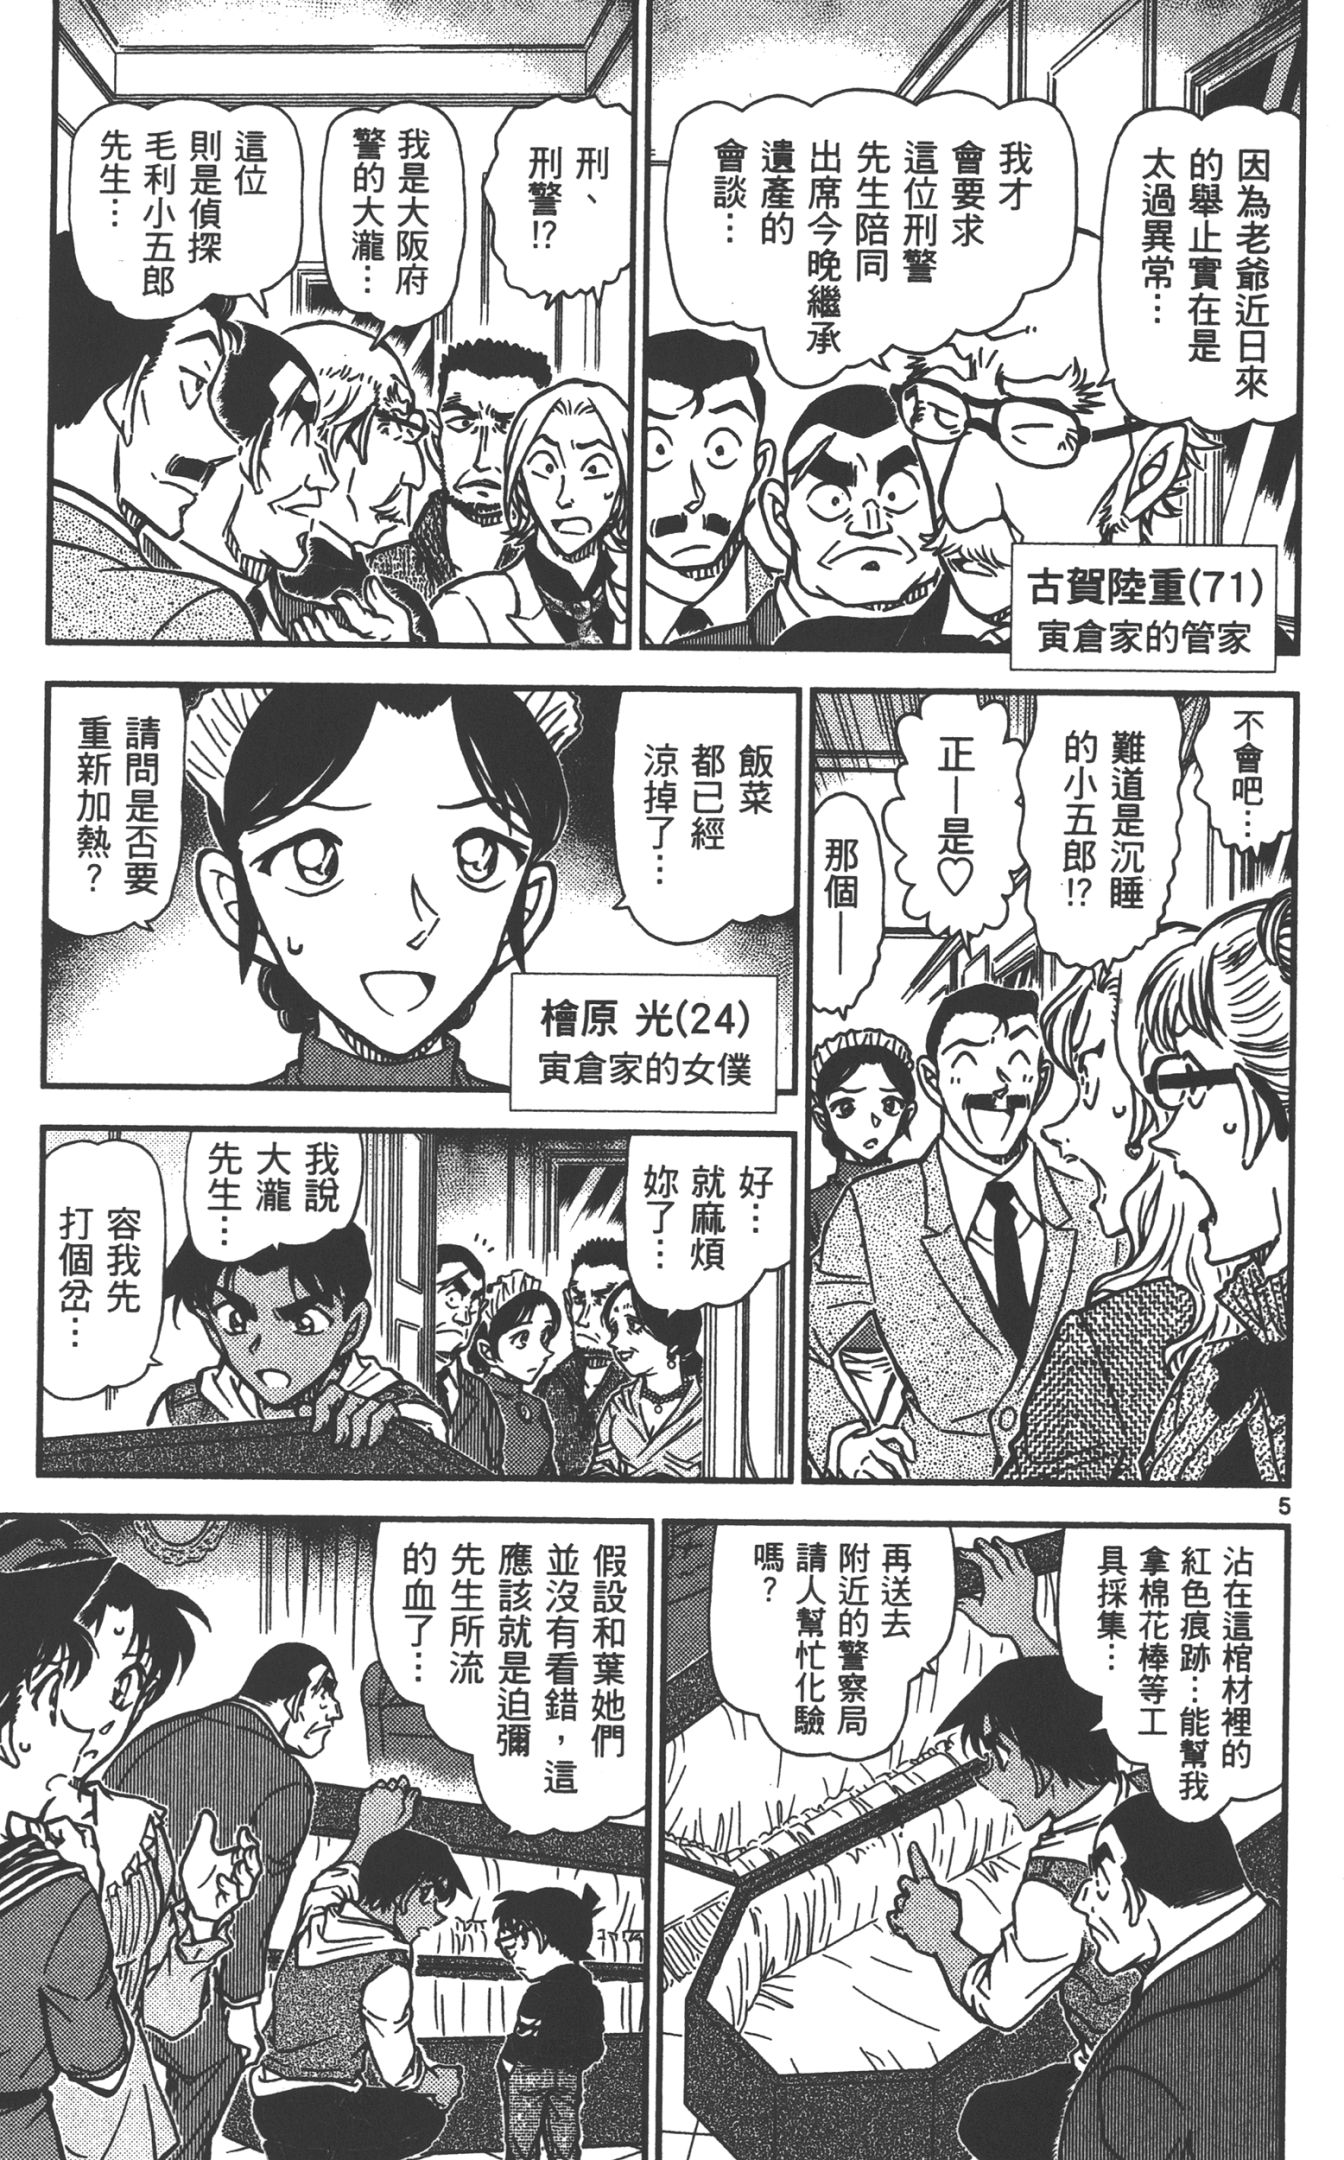 因為老爺近日來
的舉止實在是
太過異常…
我才
會要求
這位刑警
先生陪同
出席今晚繼承
遺產的
會談…
古賀陸重(71)
寅倉家的管家
刑、
刑警!?
我是大阪府
警的大瀧…
這位
則是偵探
毛利小五郎
先生…
不會吧…
難道是沉睡
的小五郎!?
正—是♡
那個—
飯菜
都已經
涼掉了…
請問是否要
重新加熱？
檜原 光(24)
寅倉家的女僕
好…
就麻煩
妳了…
我說
大瀧
先生…
容我先
打個岔…
5
沾在這棺材裡的
紅色痕跡…能幫我
拿棉花棒等工
具採集…
再送去
附近的警察局
請人幫忙化驗
嗎？
假設和葉她們
並沒有看錯，這
應該就是迫彌
先生所流
的血了…